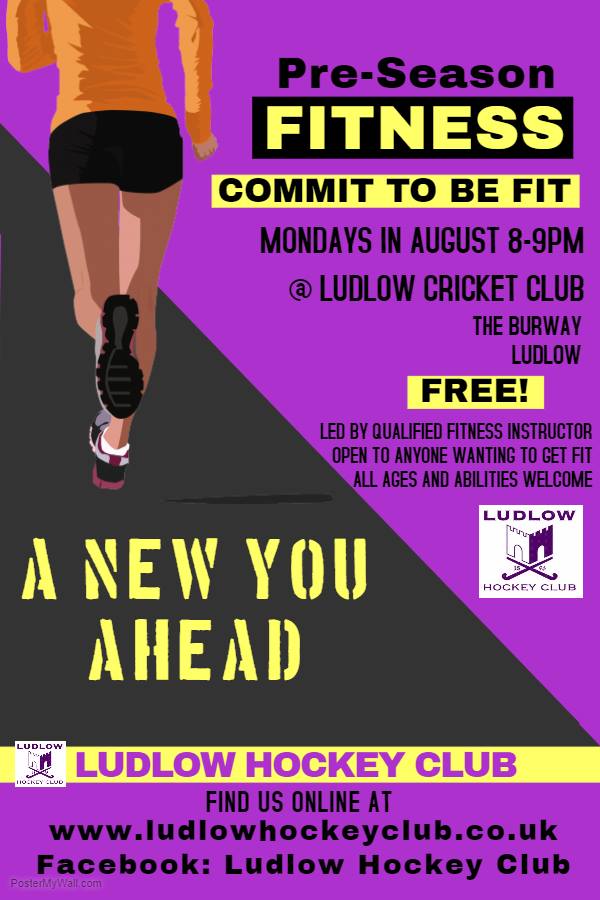 Pre-Season
FITNESS
COMMIT TO BE FIT
MONDAYS IN AUGUST 8-9PM
@ LUDLOW CRICKET CLUB
THE BURWAY
LUDLOW
FREE!
LED BY QUALIFIED FITNESS INSTRUCTOR
OPEN TO ANYONE WANTING TO GET FIT
ALL AGES AND ABILITIES WELCOME
LUDLOW
HOCKEY CLUB
A NEW YOU
AHEAD
LUDLOW
HOCKEY CLUB
LUDLOW HOCKEY CLUB
FIND US ONLINE AT
www.ludlowhockeyclub.co.uk
Facebook: Ludlow Hockey Club
PosterMyWall.com